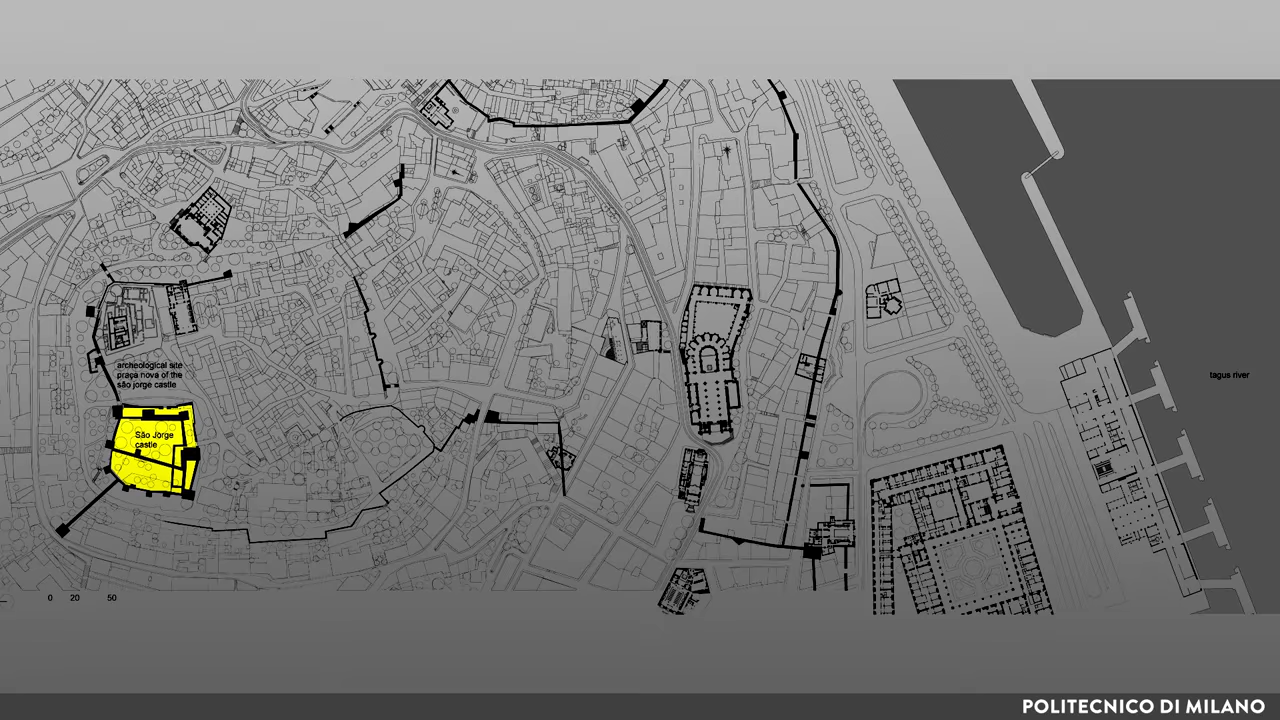 archeological site
praça nova of the
são jorge castle
São Jorge
castle
tagus river
0 20 50
POLITECNICO DI MILANO